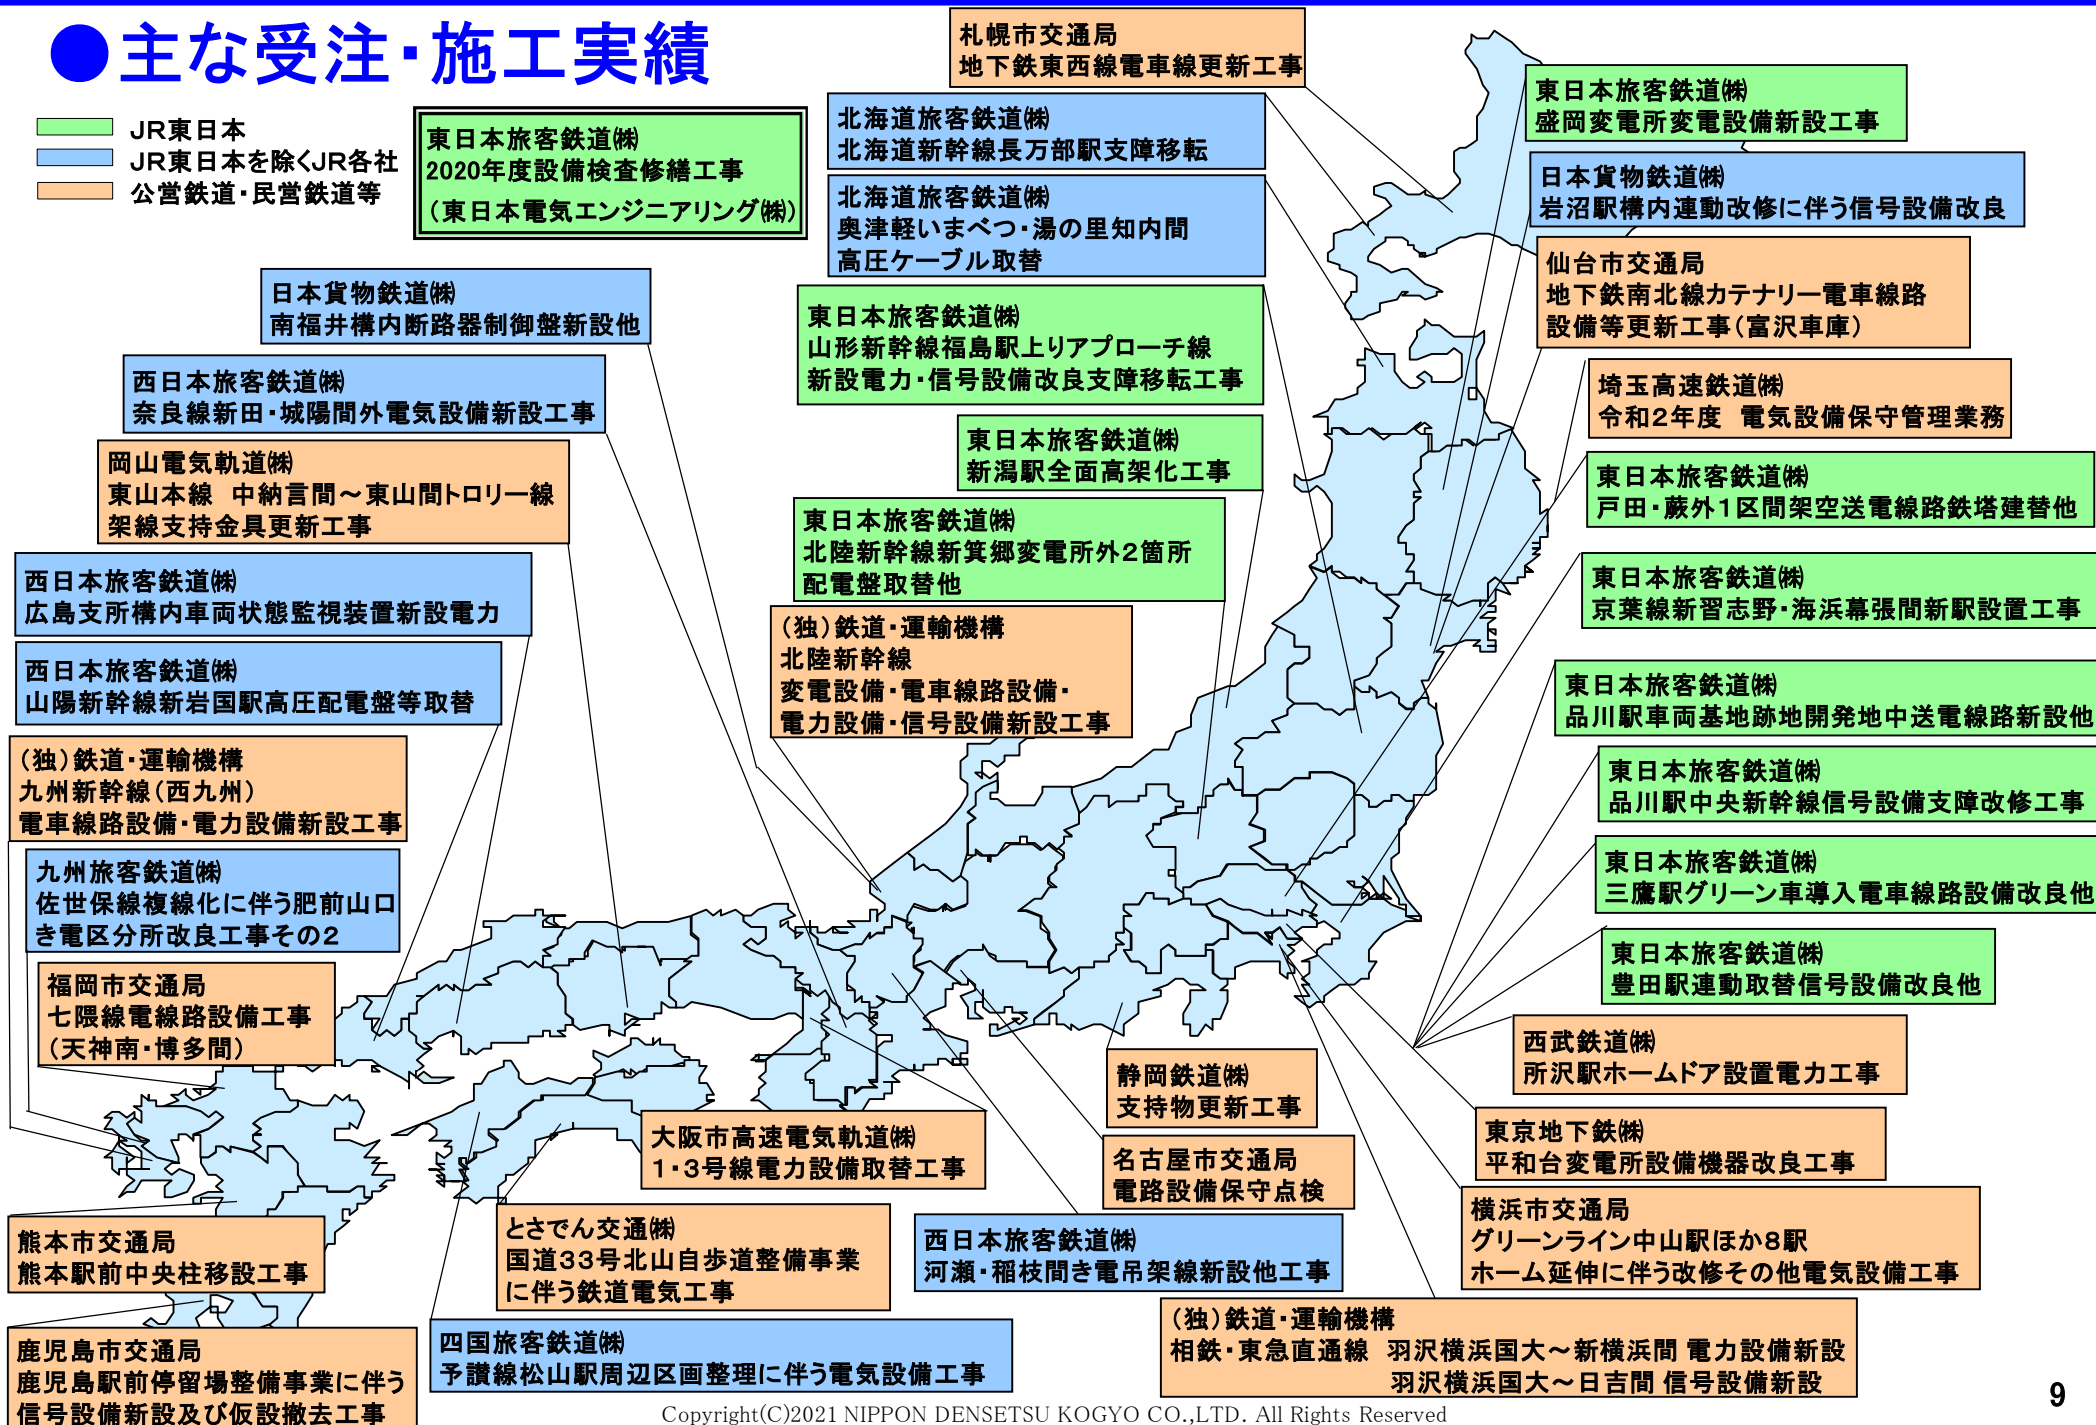 ●主な受注・施工実績
JR東日本
JR東日本を除くJR各社
公営鉄道・民営鉄道等
東日本旅客鉄道㈱
2020年度設備検査修繕工事
（東日本電気エンジニアリング㈱）
札幌市交通局
地下鉄東西線電車線更新工事
北海道旅客鉄道㈱
北海道新幹線長万部駅支障移転
北海道旅客鉄道㈱
奥津軽いまべつ・湯の里知内間
高圧ケーブル取替
東日本旅客鉄道㈱
山形新幹線福島駅上りアプローチ線
新設電力・信号設備改良支障移転工事
東日本旅客鉄道㈱
新潟駅全面高架化工事
東日本旅客鉄道㈱
北陸新幹線新箕郷変電所外2箇所
配電盤取替他
（独）鉄道・運輸機構
北陸新幹線
変電設備・電車線路設備・
電力設備・信号設備新設工事
日本貨物鉄道㈱
南福井構内断路器制御盤新設他
西日本旅客鉄道㈱
奈良線新田・城陽間外電気設備新設工事
岡山電気軌道㈱
東山本線　中納言間～東山間トロリー線
架線支持金具更新工事
西日本旅客鉄道㈱
広島支所構内車両状態監視装置新設電力
西日本旅客鉄道㈱
山陽新幹線新岩国駅高圧配電盤等取替
（独）鉄道・運輸機構
九州新幹線（西九州）
電車線路設備・電力設備新設工事
九州旅客鉄道㈱
佐世保線複線化に伴う肥前山口
き電区分所改良工事その2
福岡市交通局
七隈線電線路設備工事
（天神南・博多間）
熊本市交通局
熊本駅前中央柱移設工事
鹿児島市交通局
鹿児島駅前停留場整備事業に伴う
信号設備新設及び仮設撤去工事
東日本旅客鉄道㈱
盛岡変電所変電設備新設工事
日本貨物鉄道㈱
岩沼駅構内連動改修に伴う信号設備改良
仙台市交通局
地下鉄南北線カテナリー電車線路
設備等更新工事（富沢車庫）
埼玉高速鉄道㈱
令和2年度　電気設備保守管理業務
東日本旅客鉄道㈱
戸田・蕨外1区間架空送電線路鉄塔建替他
東日本旅客鉄道㈱
京葉線新習志野・海浜幕張間新駅設置工事
東日本旅客鉄道㈱
品川駅車両基地跡地開発地中送電線路新設他
東日本旅客鉄道㈱
品川駅中央新幹線信号設備支障改修工事
東日本旅客鉄道㈱
三鷹駅グリーン車導入電車線路設備改良他
東日本旅客鉄道㈱
豊田駅連動取替信号設備改良他
西武鉄道㈱
所沢駅ホームドア設置電力工事
東京地下鉄㈱
平和台変電所設備機器改良工事
横浜市交通局
グリーンライン中山駅ほか8駅
ホーム延伸に伴う改修その他電気設備工事
静岡鉄道㈱
支持物更新工事
名古屋市交通局
電路設備保守点検
大阪市高速電気軌道㈱
1・3号線電力設備取替工事
とさでん交通㈱
国道33号北山自歩道整備事業
に伴う鉄道電気工事
西日本旅客鉄道㈱
河瀬・稲枝間き電吊架線新設他工事
四国旅客鉄道㈱
予讃線松山駅周辺区画整理に伴う電気設備工事
（独）鉄道・運輸機構
相鉄・東急直通線　羽沢横浜国大～新横浜間 電力設備新設
羽沢横浜国大～日吉間 信号設備新設
Copyright(C)2021 NIPPON DENSETSU KOGYO CO.,LTD. All Rights Reserved
9